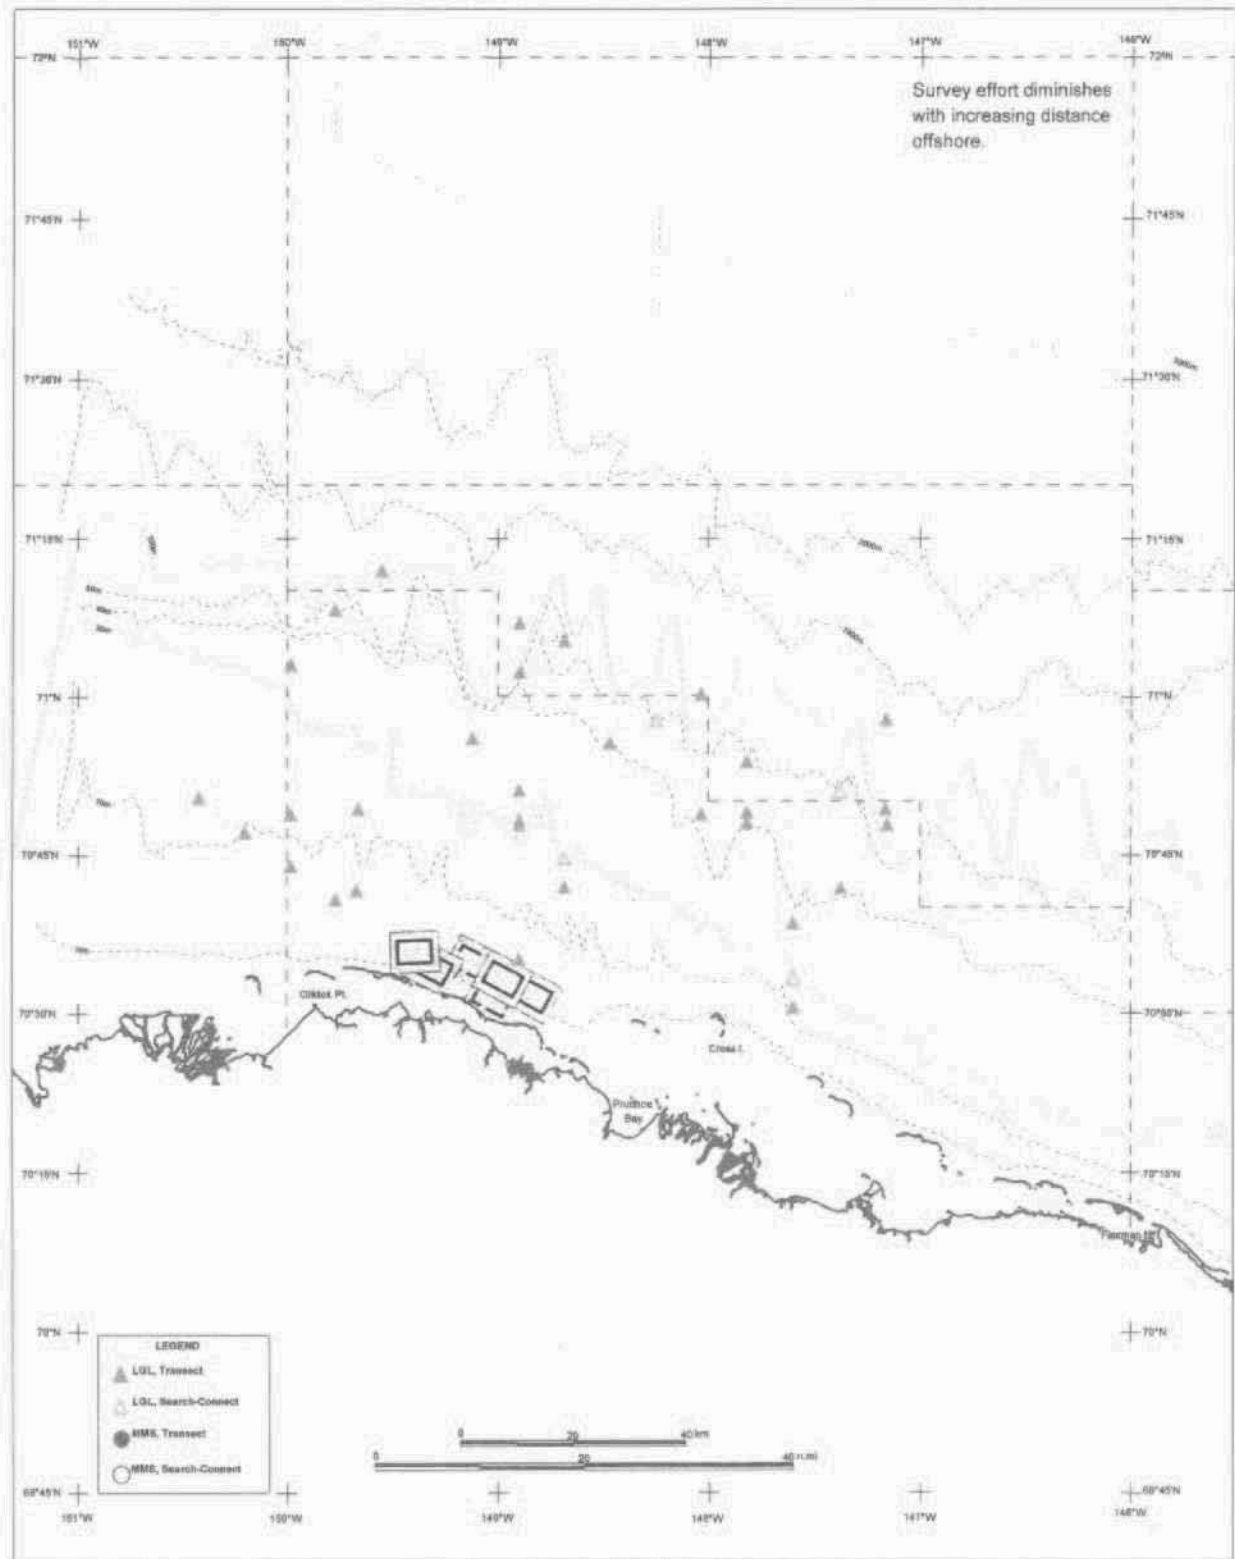 151°W 150°W 149°W 148°W 147°W 146°W
72°N 72°N
Survey effort diminishes
with increasing distance
offshore.
71°45'N 71°45'N
71°30'N 71°30'N
71°15'N 71°15'N
2000m
1000m
71°N 71°N
70°45'N 70°45'N
70°30'N 70°30'N
Oliktok Pt.
Cross I.
Prudhoe
Bay
70°15'N 70°15'N
70°N 70°N
LEGEND
LGL, Transect
LGL, Search-Connect
MMS, Transect
MMS, Search-Connect
0 20 40 km
0 20 40 n.mi
69°45'N 69°45'N
151°W 150°W 149°W 148°W 147°W 146°W